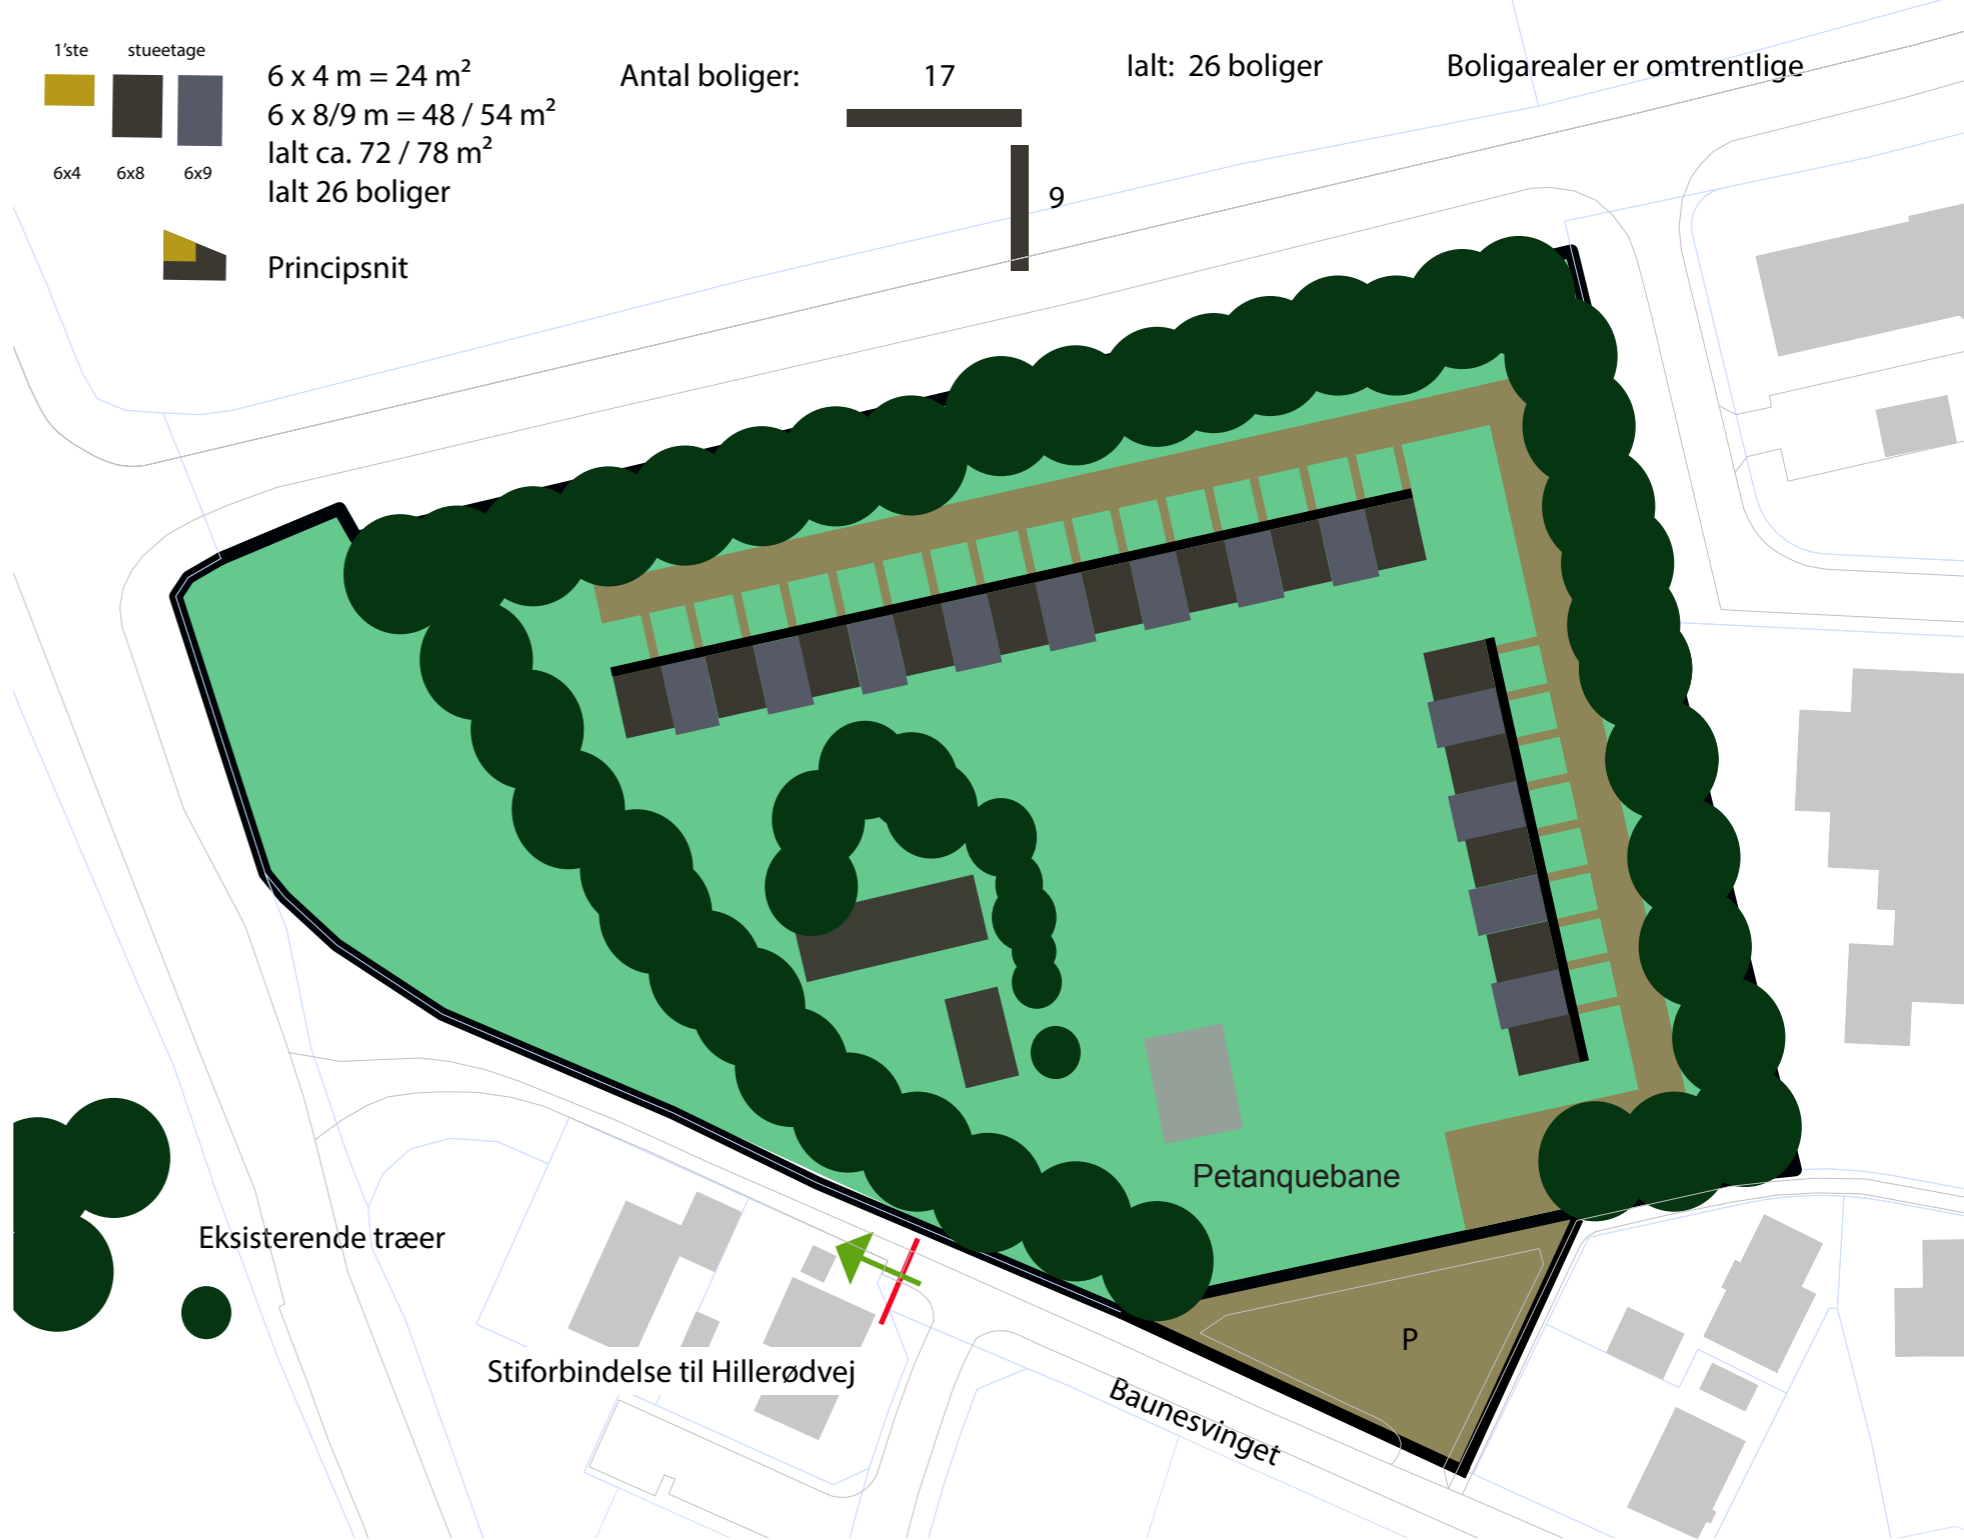 1'ste stueetage
6x4 6x8 6x9
6 x 4 m = 24 m²
6 x 8/9 m = 48 / 54 m²
Ialt ca. 72 / 78 m²
Ialt 26 boliger
Principsnit
Antal boliger: 17
9
Ialt: 26 boliger
Boligarealer er omtrentlige
Petanquebane
Eksisterende træer
Stiforbindelse til Hillerødvej
P
Baunesvinget